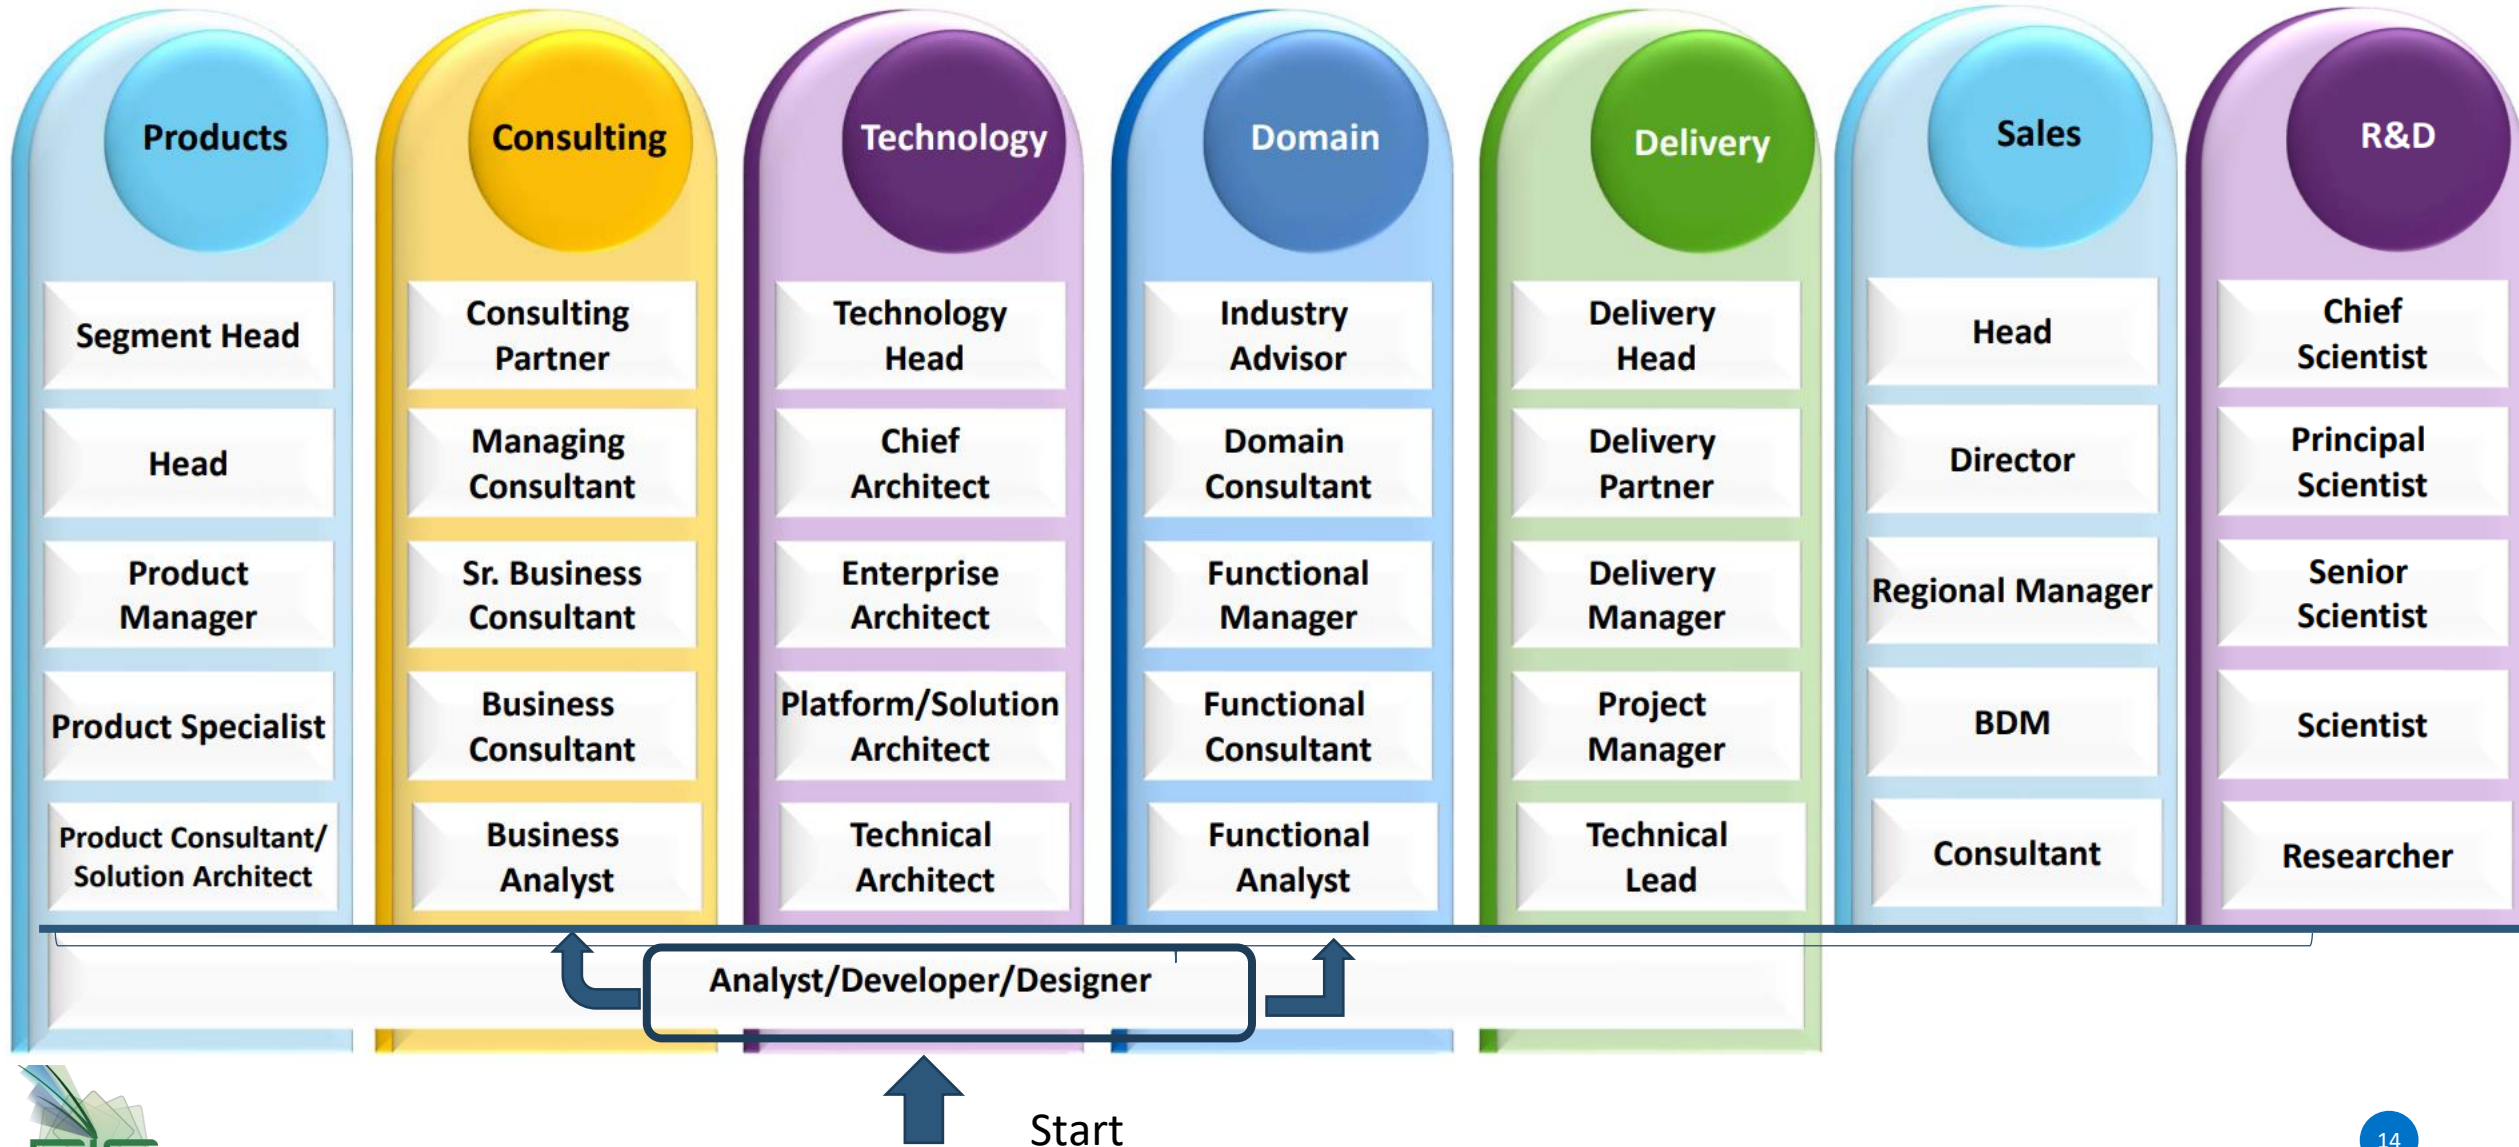 Products
Consulting
Technology
Domain
Delivery
Sales
R&D
Segment Head
Consulting
Partner
Technology
Head
Industry
Advisor
Delivery
Head
Head
Chief
Scientist
Head
Managing
Consultant
Chief
Architect
Domain
Consultant
Delivery
Partner
Director
Principal
Scientist
Product
Manager
Sr. Business
Consultant
Enterprise
Architect
Functional
Manager
Delivery
Manager
Regional Manager
Senior
Scientist
Product Specialist
Business
Consultant
Platform/Solution
Architect
Functional
Consultant
Project
Manager
BDM
Scientist
Product Consultant/
Solution Architect
Business
Analyst
Technical
Architect
Functional
Analyst
Technical
Lead
Consultant
Researcher
Analyst/Developer/Designer
Start
14